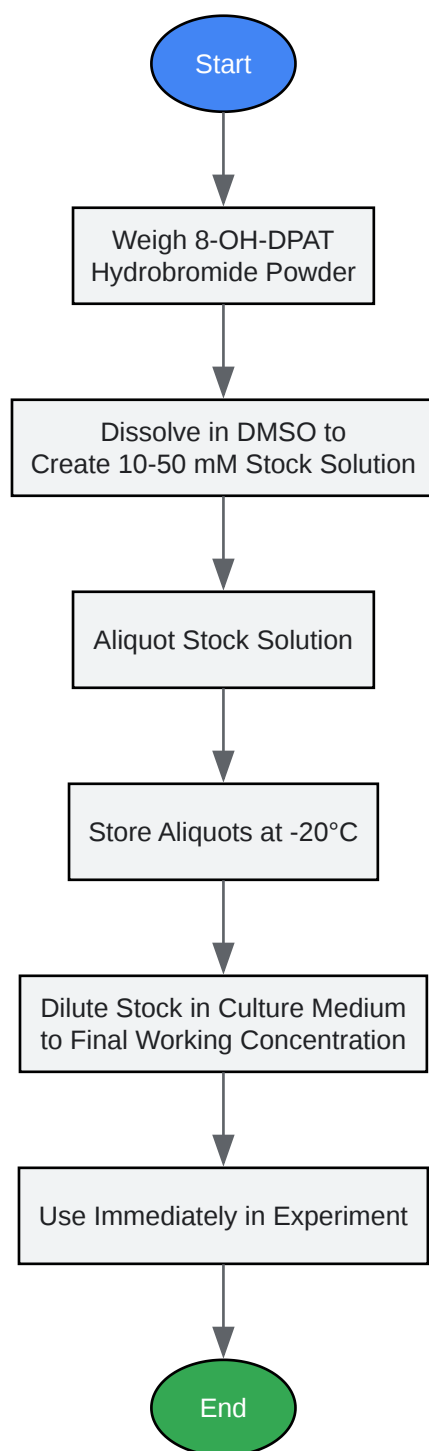 Start
Weigh 8-OH-DPAT
Hydrobromide Powder
Dissolve in DMSO to
Create 10-50 mM Stock Solution
Aliquot Stock Solution
Store Aliquots at -20°C
Dilute Stock in Culture Medium
to Final Working Concentration
Use Immediately in Experiment
End